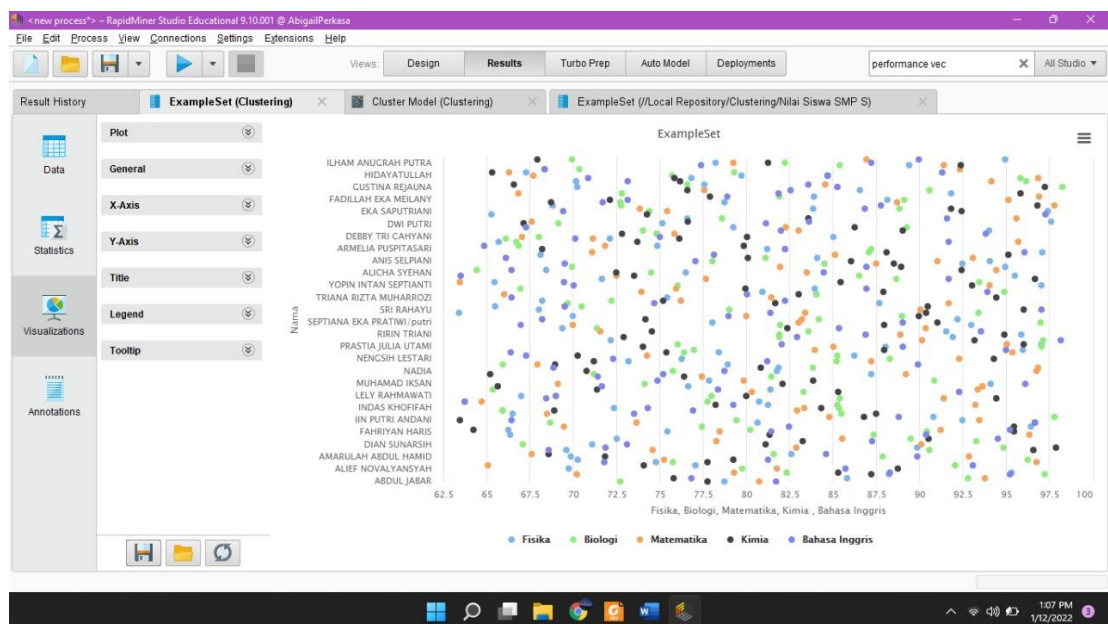 <new process*> – RapidMiner Studio Educational 9.10.001 @ AbigailPerkasa
File Edit Process View Connections Settings Extensions Help
Views: Design Results Turbo Prep Auto Model Deployments performance vec All Studio
Result History ExampleSet (Clustering) Cluster Model (Clustering) ExampleSet (//Local Repository/Clustering/Nilai Siswa SMP S)
Data
Statistics
Visualizations
Annotations
Plot
General
X-Axis
Y-Axis
Title
Legend
Tooltip
ExampleSet
Nama
ILHAM ANUGRAH PUTRA
HIDAYATULLAH
GUSTINA REJAUNA
FADILLAH EKA MEILANY
EKA SAPUTRIANI
DWI PUTRI
DEBBY TRI CAHYANI
ARMELIA PUSPITASARI
ANIS SELPIANI
ALICHA SYEHAN
YOPIN INTAN SEPTIANTI
TRIANA RIZTA MUHARROZI
SRI RAHAYU
SEPTIANA EKA PRATIWI/putri
RIRIN TRIANI
PRASTIA JULIA UTAMI
NENGSIH LESTARI
NADIA
MUHAMAD IKSAN
LELY RAHMAWATI
INDAS KHOFIFAH
IIN PUTRI ANDANI
FAHRIYAN HARIS
DIAN SUNARSIH
AMARULAH ABDUL HAMID
ALIEF NOVALYANSYAH
ABDUL JABAR
62.5 65 67.5 70 72.5 75 77.5 80 82.5 85 87.5 90 92.5 95 97.5 100
Fisika, Biologi, Matematika, Kimia , Bahasa Inggris
Fisika Biologi Matematika Kimia Bahasa Inggris
1:07 PM
1/12/2022
3